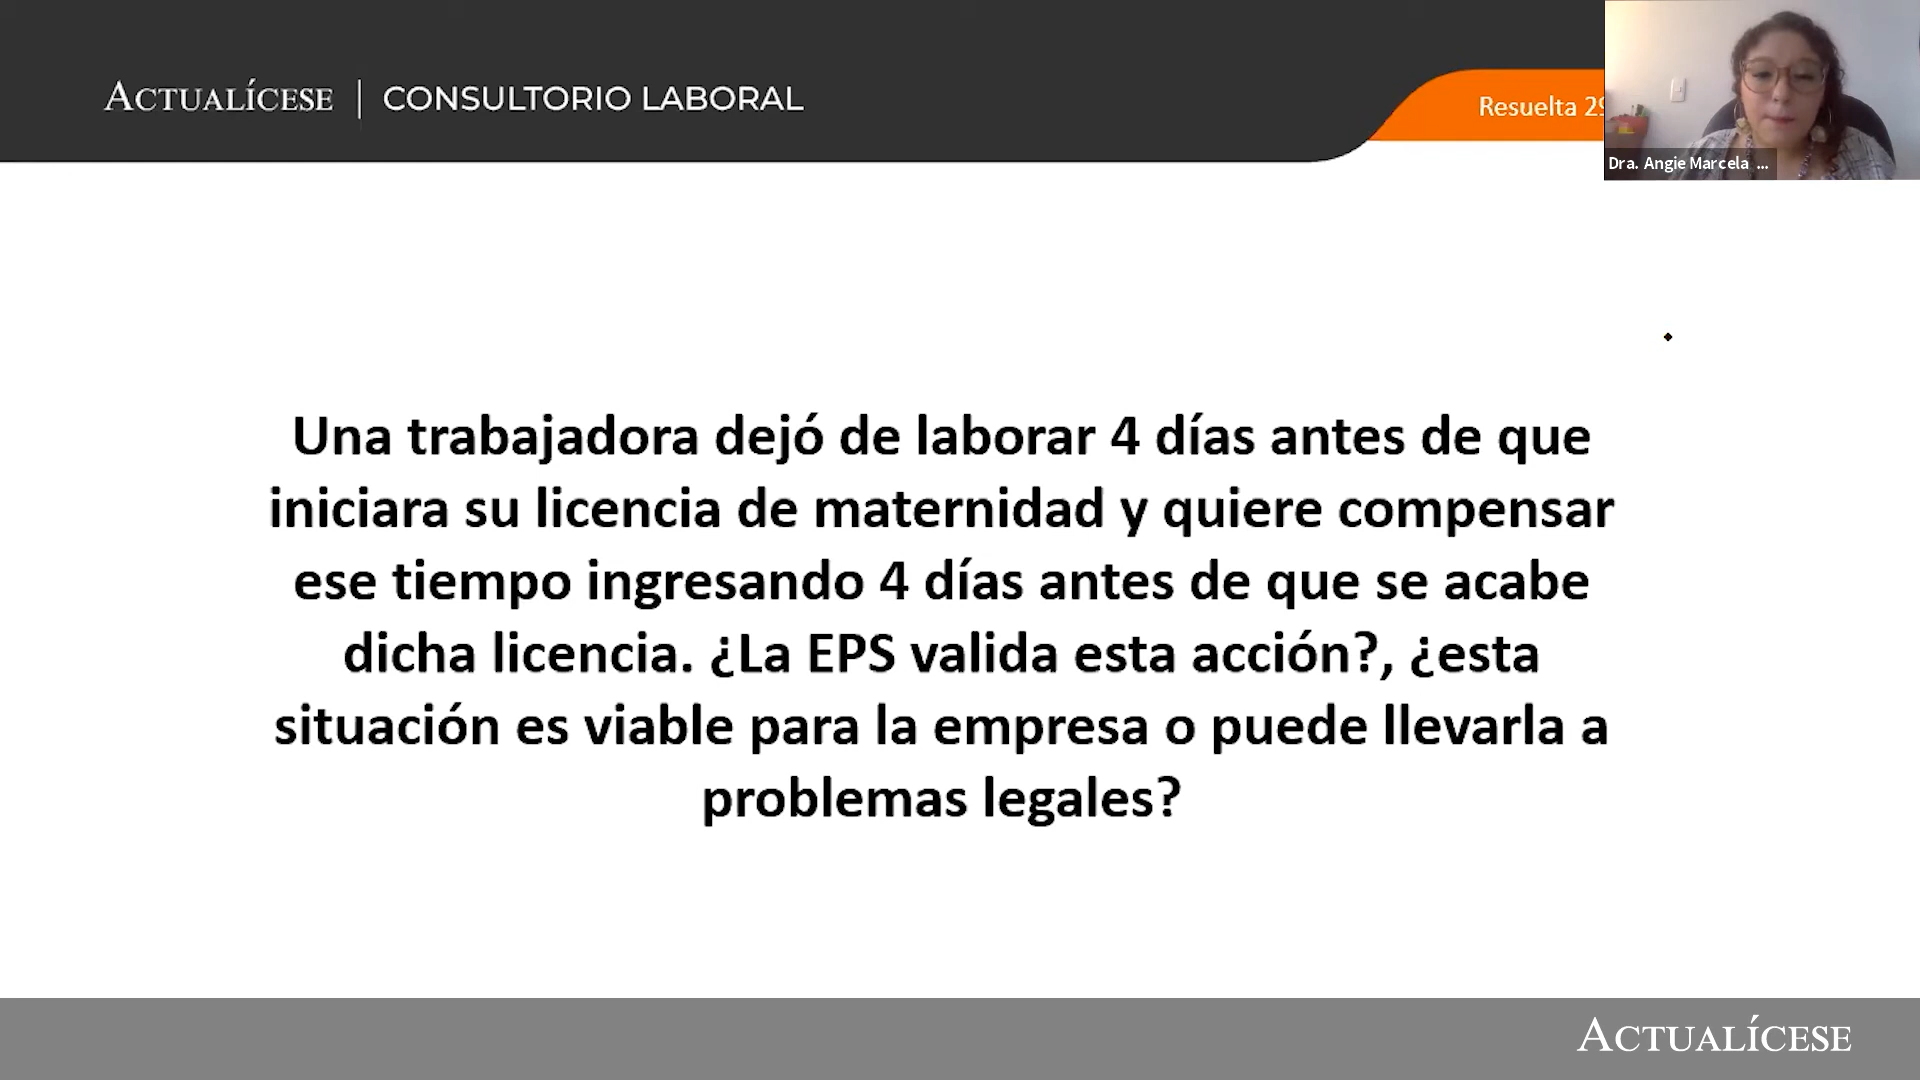 ACTUALÍCESE | CONSULTORIO LABORAL
Resuelta 29
Dra. Angie Marcela ...
Una trabajadora dejó de laborar 4 días antes de que
iniciara su licencia de maternidad y quiere compensar
ese tiempo ingresando 4 días antes de que se acabe
dicha licencia. ¿La EPS valida esta acción?, ¿esta
situación es viable para la empresa o puede llevarla a
problemas legales?
ACTUALÍCESE